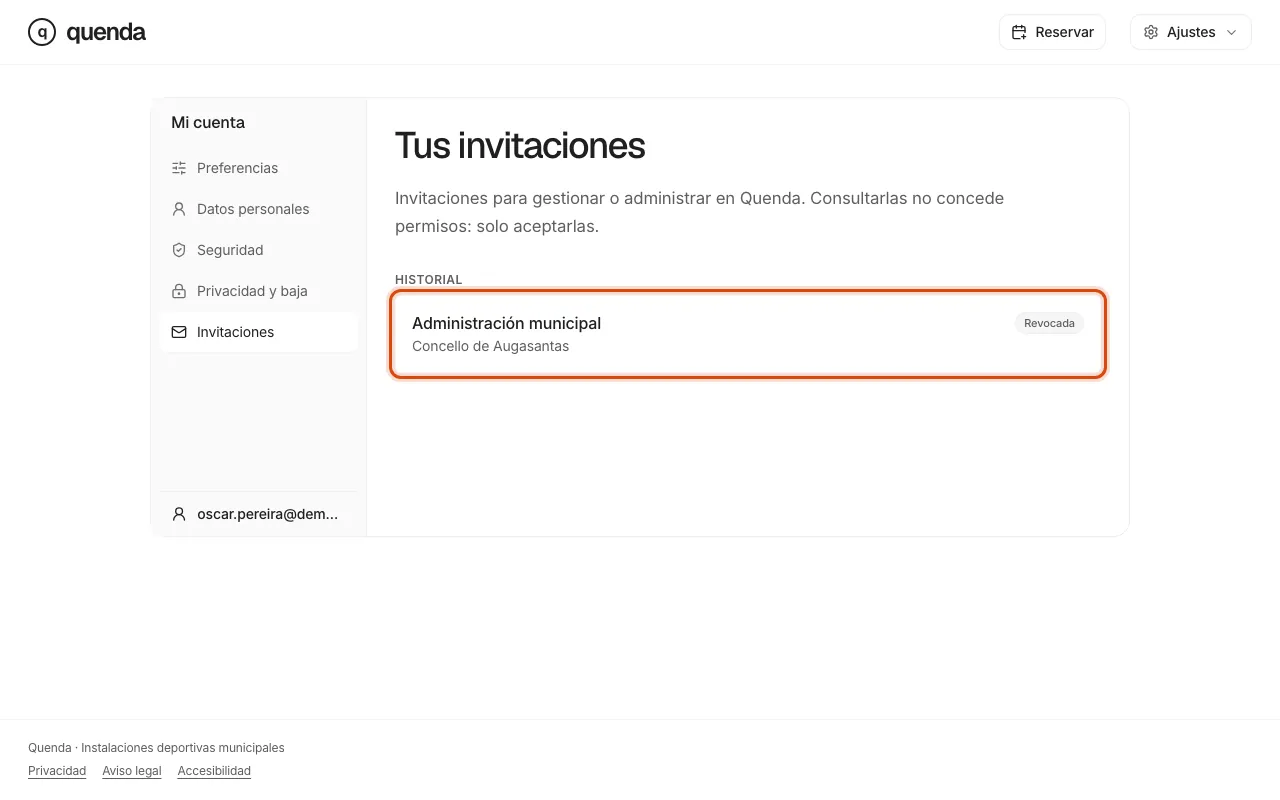 q quenda
Reservar
Ajustes
Mi cuenta
Preferencias
Datos personales
Seguridad
Privacidad y baja
Invitaciones
oscar.pereira@dem...
Tus invitaciones
Invitaciones para gestionar o administrar en Quenda. Consultarlas no concede
permisos: solo aceptarlas.
HISTORIAL
Administración municipal
Revocada
Concello de Augasantas
Quenda · Instalaciones deportivas municipales
Privacidad Aviso legal Accesibilidad